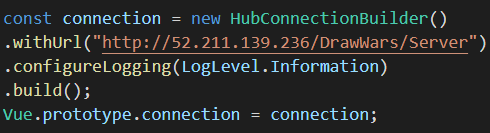 const connection = new HubConnectionBuilder()
.withUrl("http://52.211.139.236/DrawWars/Server")
.configureLogging(LogLevel.Information)
.build();
Vue.prototype.connection = connection;